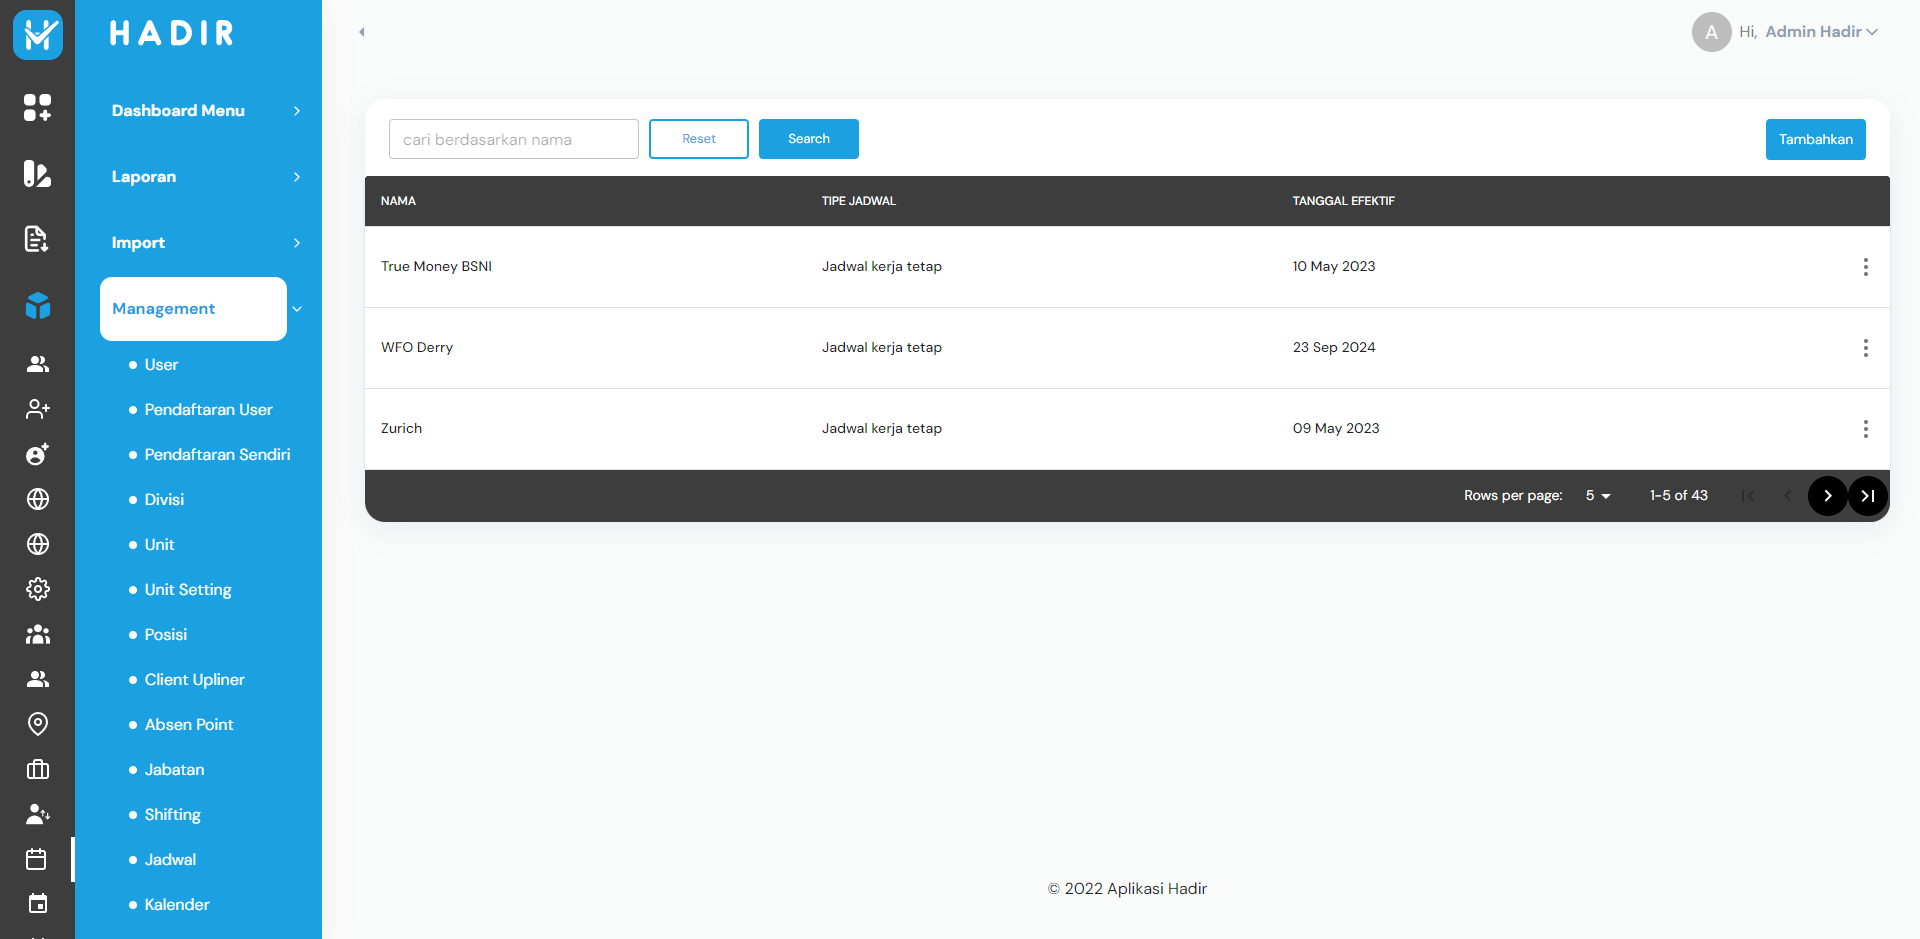 HADIR
A Hi, Admin Hadir
Dashboard Menu
Laporan
Import
Management
User
Pendaftaran User
Pendaftaran Sendiri
Divisi
Unit
Unit Setting
Posisi
Client Upliner
Absen Point
Jabatan
Shifting
Jadwal
Kalender
cari berdasarkan nama Reset Search Tambahkan
NAMA TIPE JADWAL TANGGAL EFEKTIF
True Money BSNI Jadwal kerja tetap 10 May 2023
WFO Derry Jadwal kerja tetap 23 Sep 2024
Zurich Jadwal kerja tetap 09 May 2023
Rows per page: 5 1-5 of 43
© 2022 Aplikasi Hadir